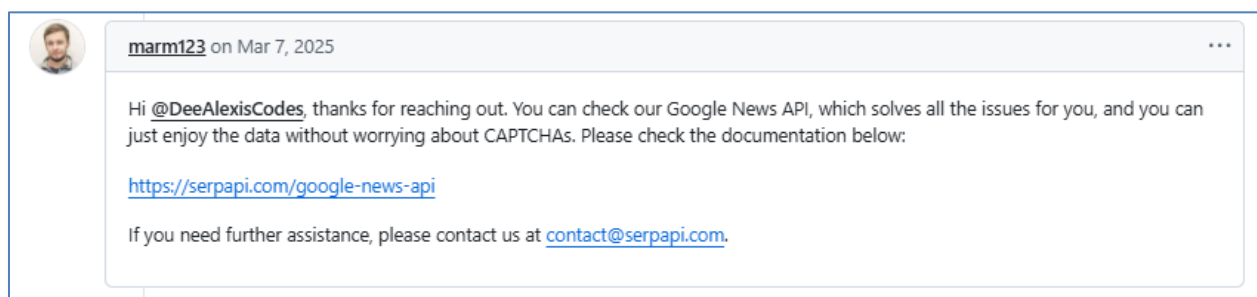 marm123 on Mar 7, 2025
Hi @DeeAlexisCodes, thanks for reaching out. You can check our Google News API, which solves all the issues for you, and you can
just enjoy the data without worrying about CAPTCHAs. Please check the documentation below:
https://serpapi.com/google-news-api
If you need further assistance, please contact us at contact@serpapi.com.